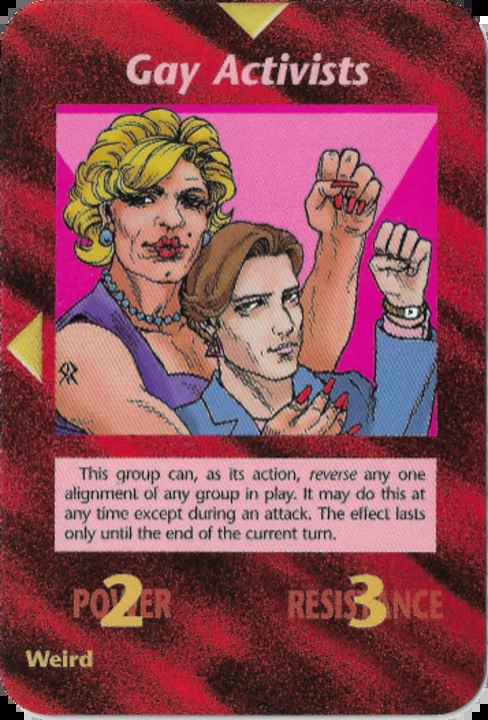 Gay Activists
This group can, as its action, reverse any one
alignment of any group in play. It may do this at
any time except during an attack. The effect lasts
only until the end of the current turn.
POWER 2 RESISTANCE 3
Weird